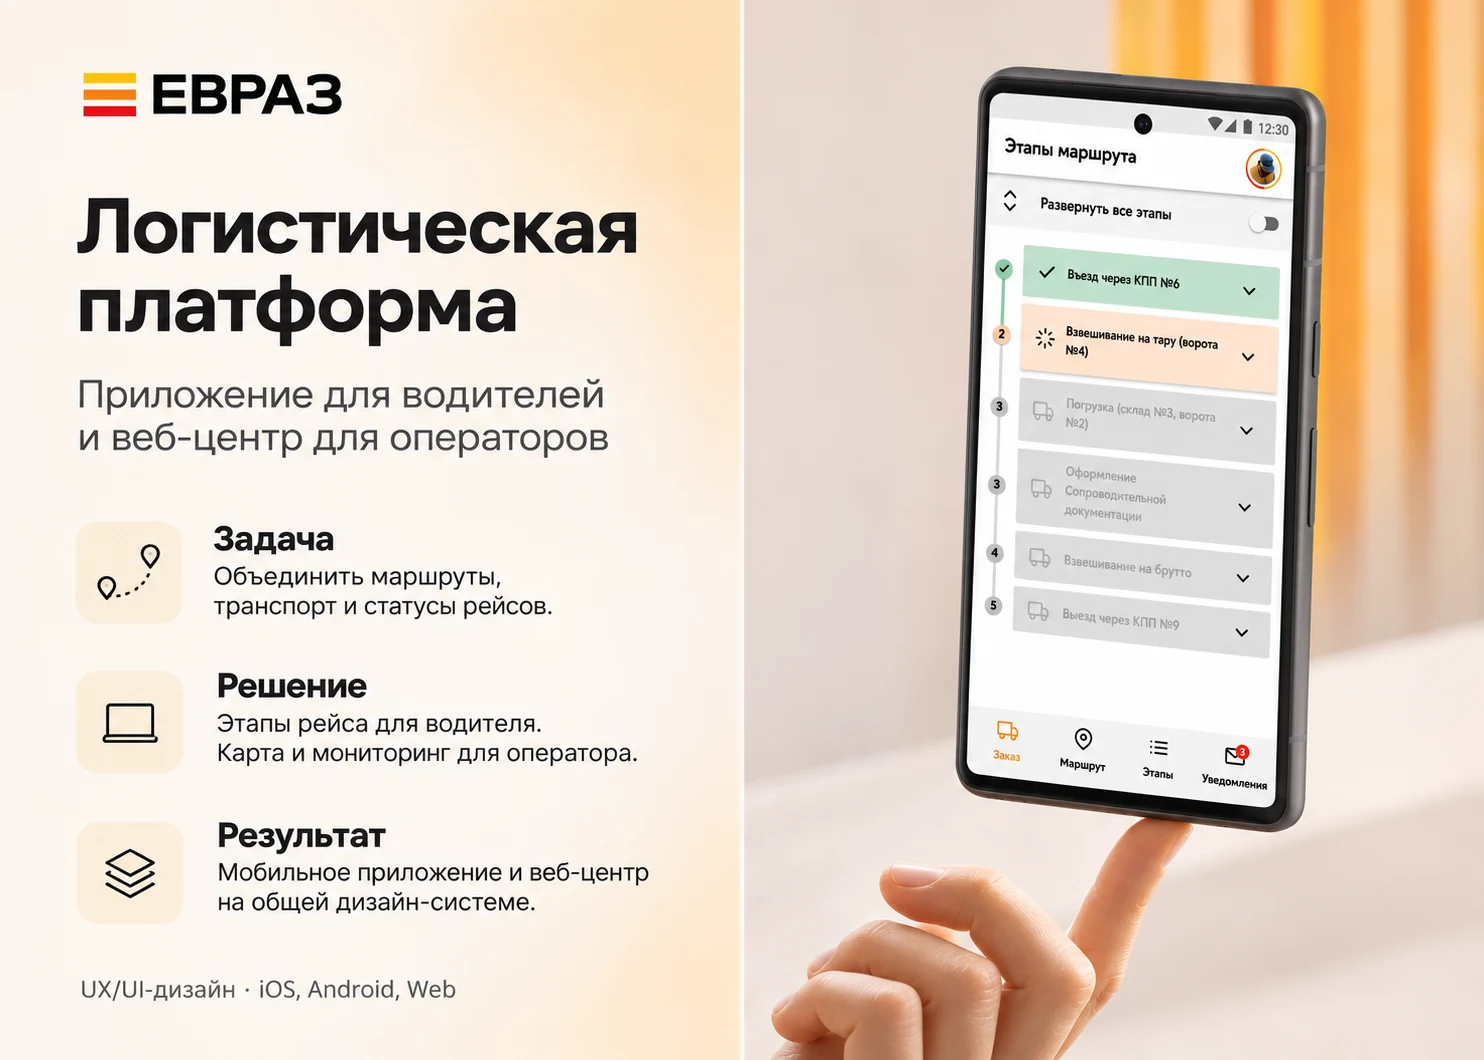 ЕВРАЗ
Логистическая
платформа
Приложение для водителей
и веб-центр для операторов
Задача
Объединить маршруты,
транспорт и статусы рейсов.
Решение
Этапы рейса для водителя.
Карта и мониторинг для оператора.
Результат
Мобильное приложение и веб-центр
на общей дизайн-системе.
UX/UI-дизайн · iOS, Android, Web
12:30
Этапы маршрута
Развернуть все этапы
Въезд через КПП №6
2
Взвешивание на тару (ворота
№4)
3
Погрузка (склад №3, ворота
№2)
3
Оформление
Сопроводительной
документации
4
Взвешивание на брутто
5
Выезд через КПП №9
3
Заказ
Маршрут
Этапы
Уведомления